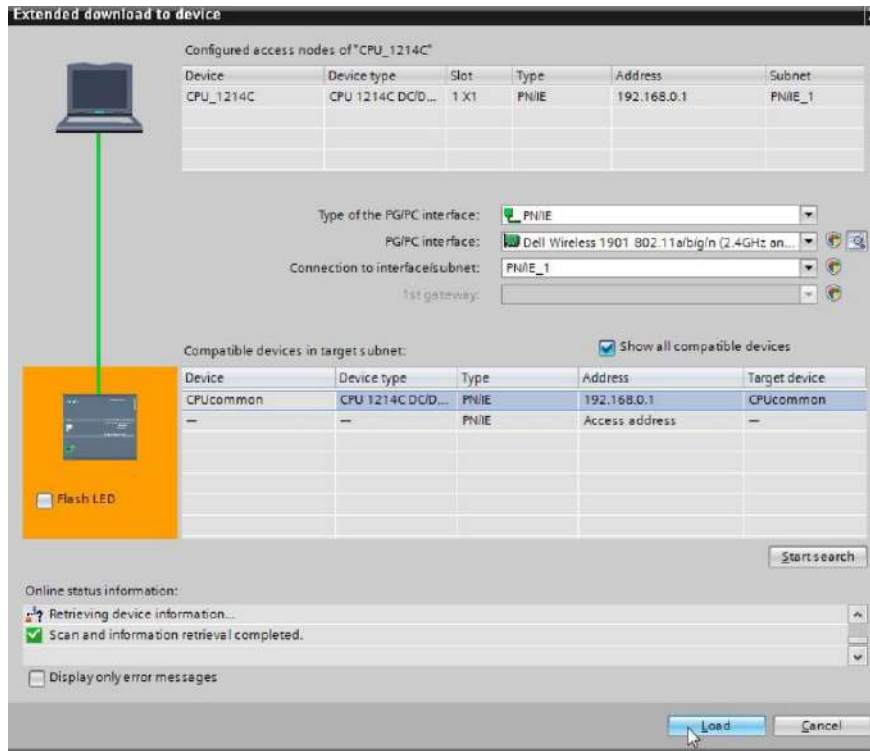 Extended download to device
Configured access nodes of "CPU_1214C"
Device Device type Slot Type Address Subnet
CPU_1214C CPU 1214C DC/D... 1 X1 PN/IE 192.168.0.1 PN/IE_1
Type of the PG/PC interface: PN/IE
PG/PC interface: Dell Wireless 1901 802.11a/b/g/n (2.4GHz an...
Connection to interface/subnet: PN/IE_1
1st gateway:
Compatible devices in target subnet: Show all compatible devices
Device Device type Type Address Target device
CPUcommon CPU 1214C DC/D... PN/IE 192.168.0.1 CPUcommon
— — PN/IE Access address —
Flash LED
Start search
Online status information:
Retrieving device information...
Scan and information retrieval completed.
Display only error messages
Load Cancel